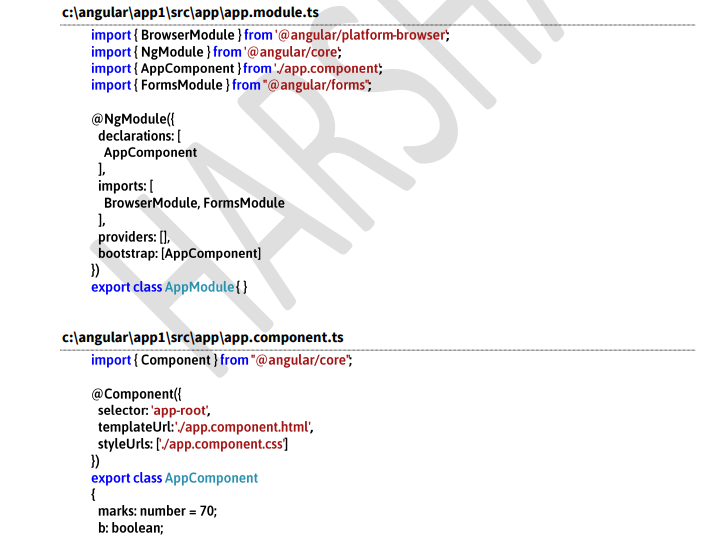 c:\angular\app1\src\app\app.module.ts
import { BrowserModule } from '@angular/platform-browser';
import { NgModule } from '@angular/core';
import { AppComponent } from './app.component';
import { FormsModule } from "@angular/forms";
@NgModule({
declarations: [
AppComponent
],
imports: [
BrowserModule, FormsModule
],
providers: [],
bootstrap: [AppComponent]
})
export class AppModule { }
c:\angular\app1\src\app\app.component.ts
import { Component } from "@angular/core";
@Component({
selector: 'app-root',
templateUrl: './app.component.html',
styleUrls: ['./app.component.css']
})
export class AppComponent
{
marks: number = 70;
b: boolean;